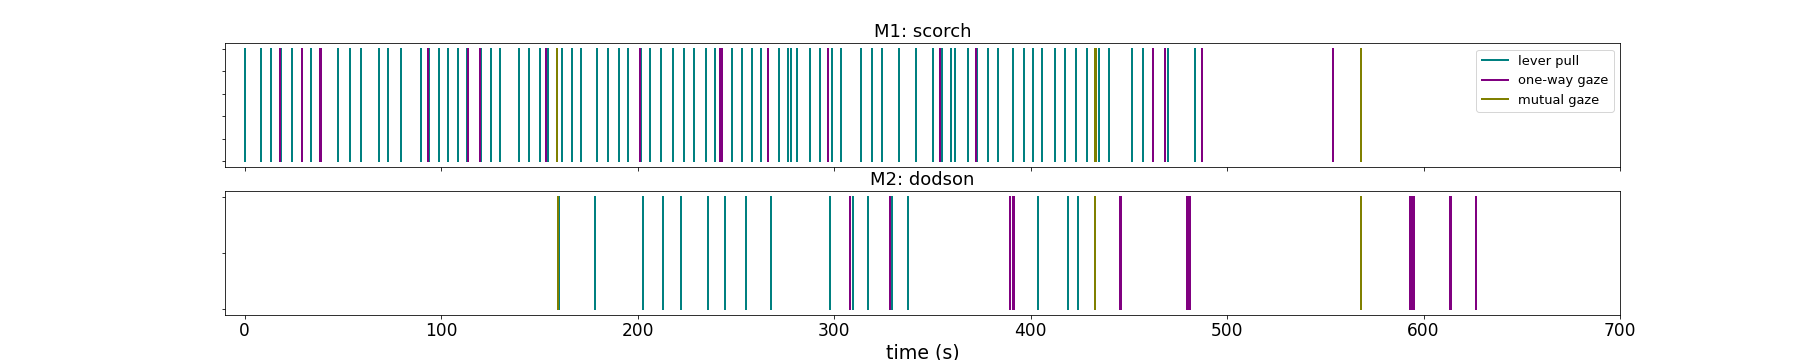 M1: scorch
lever pull
one-way gaze
mutual gaze
M2: dodson
0 100 200 300 400 500 600 700
time (s)